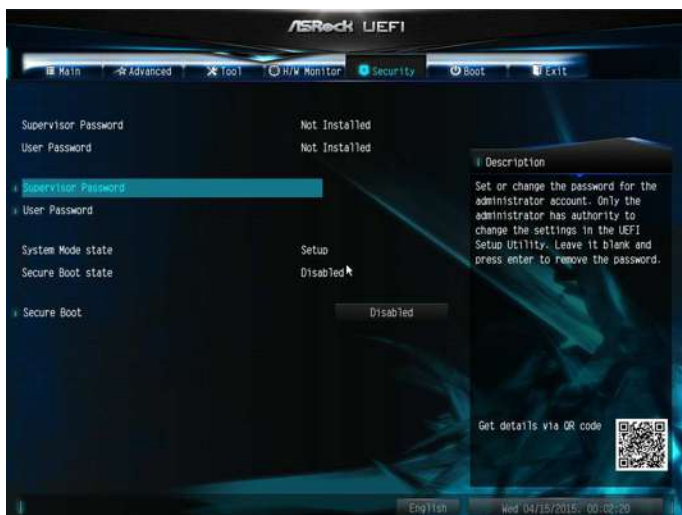 ASRock UEFI
Main Advanced Tool H/W Monitor Security Boot Exit
Supervisor Password Not Installed
User Password Not Installed
Supervisor Password
User Password
System Mode state Setup
Secure Boot state Disabled
Secure Boot Disabled
Description
Set or change the password for the
administrator account. Only the
administrator has authority to
change the settings in the UEFI
Setup Utility. Leave it blank and
press enter to remove the password.
Get details via QR code
English Wed 04/15/2015. 00:02:20